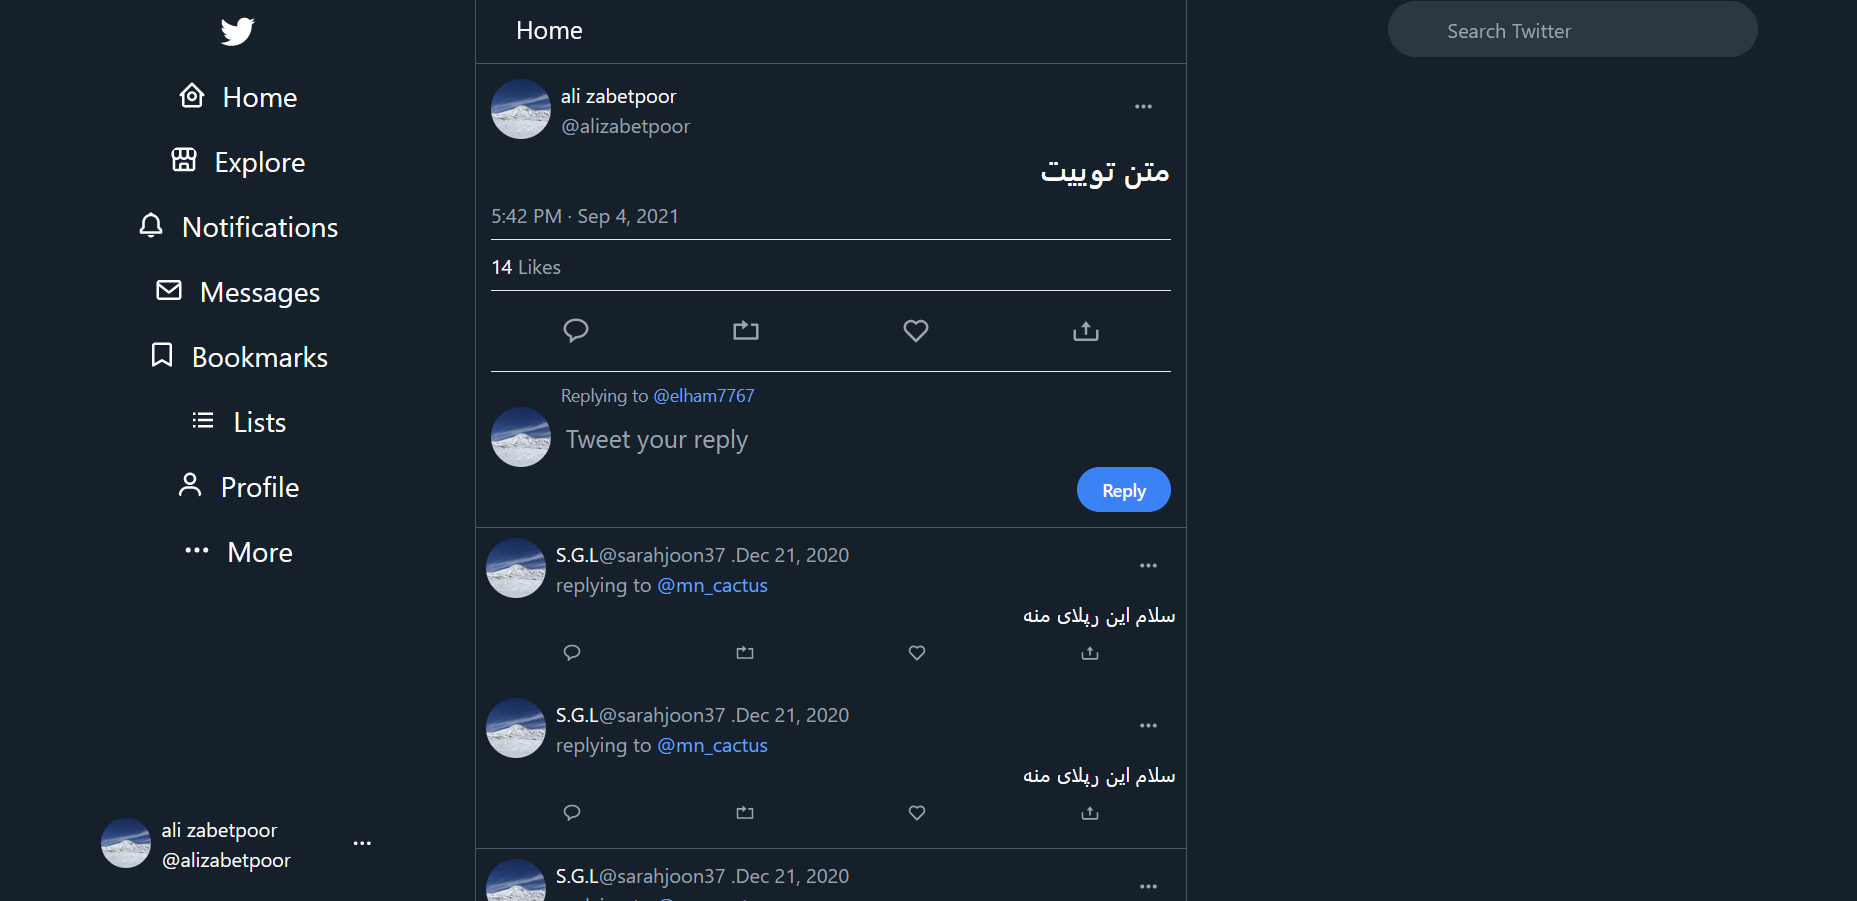 Home
Explore
Notifications
Messages
Bookmarks
Lists
Profile
More
ali zabetpoor
@alizabetpoor
Home
ali zabetpoor
@alizabetpoor
متن توییت
5:42 PM · Sep 4, 2021
14 Likes
Replying to @elham7767
Tweet your reply
Reply
S.G.L@sarahjoon37 .Dec 21, 2020
replying to @mn_cactus
سلام این رپلای منه
S.G.L@sarahjoon37 .Dec 21, 2020
replying to @mn_cactus
سلام این رپلای منه
S.G.L@sarahjoon37 .Dec 21, 2020
Search Twitter